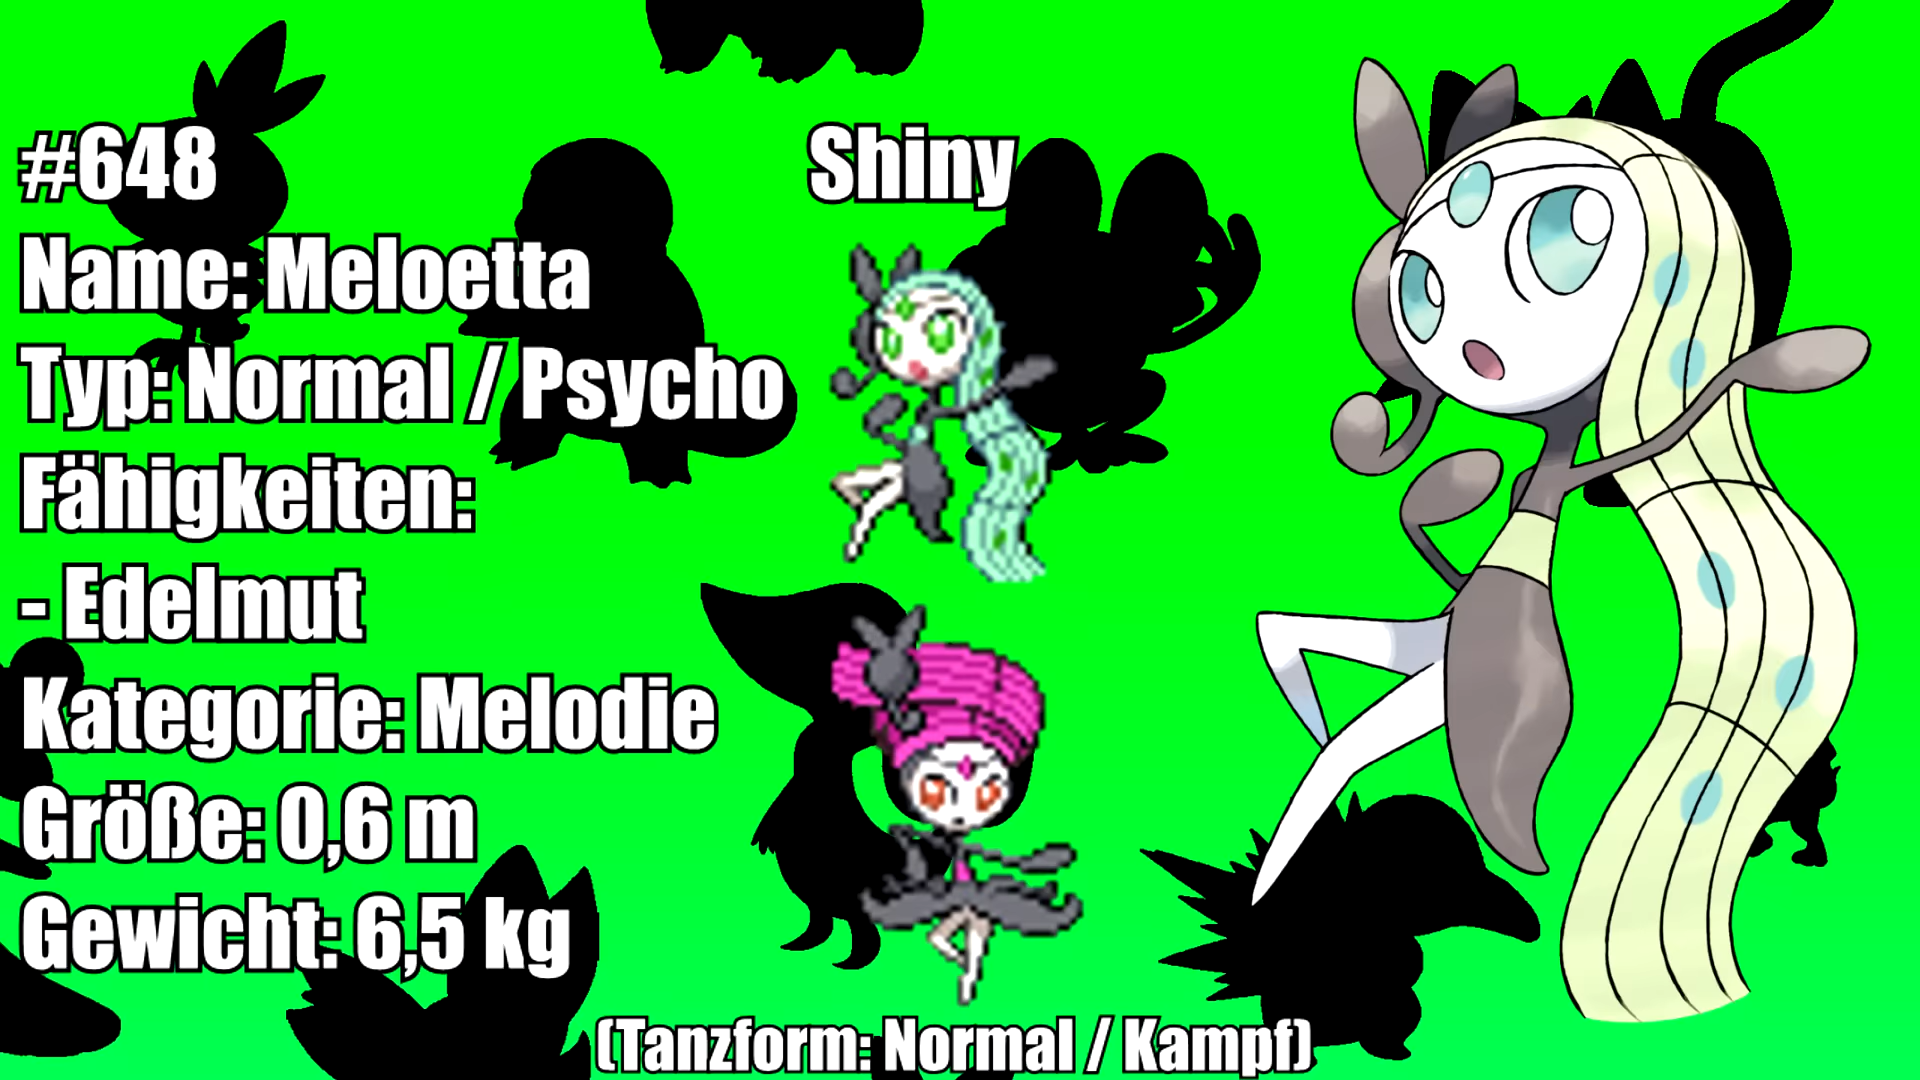 #648
Name: Meloetta
Typ: Normal / Psycho
Fähigkeiten:
- Edelmut
Kategorie: Melodie
Größe: 0,6 m
Gewicht: 6,5 kg
Shiny
(Tanzform: Normal / Kampf)